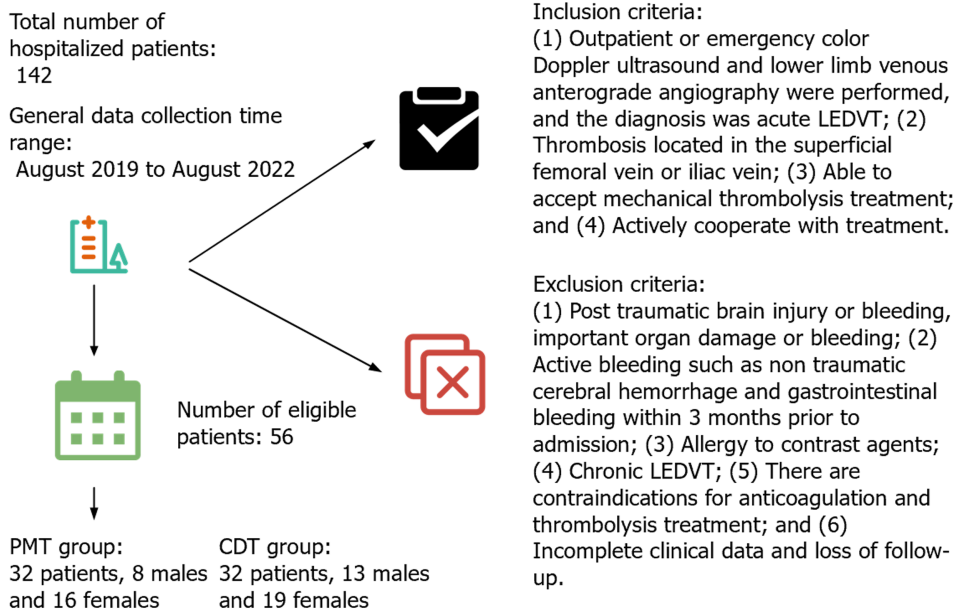 Total number of
hospitalized patients:
142
General data collection time
range:
August 2019 to August 2022
Number of eligible
patients: 56
PMT group:
32 patients, 8 males
and 16 females
CDT group:
32 patients, 13 males
and 19 females
Inclusion criteria:
(1) Outpatient or emergency color
Doppler ultrasound and lower limb venous
anterograde angiography were performed,
and the diagnosis was acute LEDVT; (2)
Thrombosis located in the superficial
femoral vein or iliac vein; (3) Able to
accept mechanical thrombolysis treatment;
and (4) Actively cooperate with treatment.
Exclusion criteria:
(1) Post traumatic brain injury or bleeding,
important organ damage or bleeding; (2)
Active bleeding such as non traumatic
cerebral hemorrhage and gastrointestinal
bleeding within 3 months prior to
admission; (3) Allergy to contrast agents;
(4) Chronic LEDVT; (5) There are
contraindications for anticoagulation and
thrombolysis treatment; and (6)
Incomplete clinical data and loss of follow-
up.